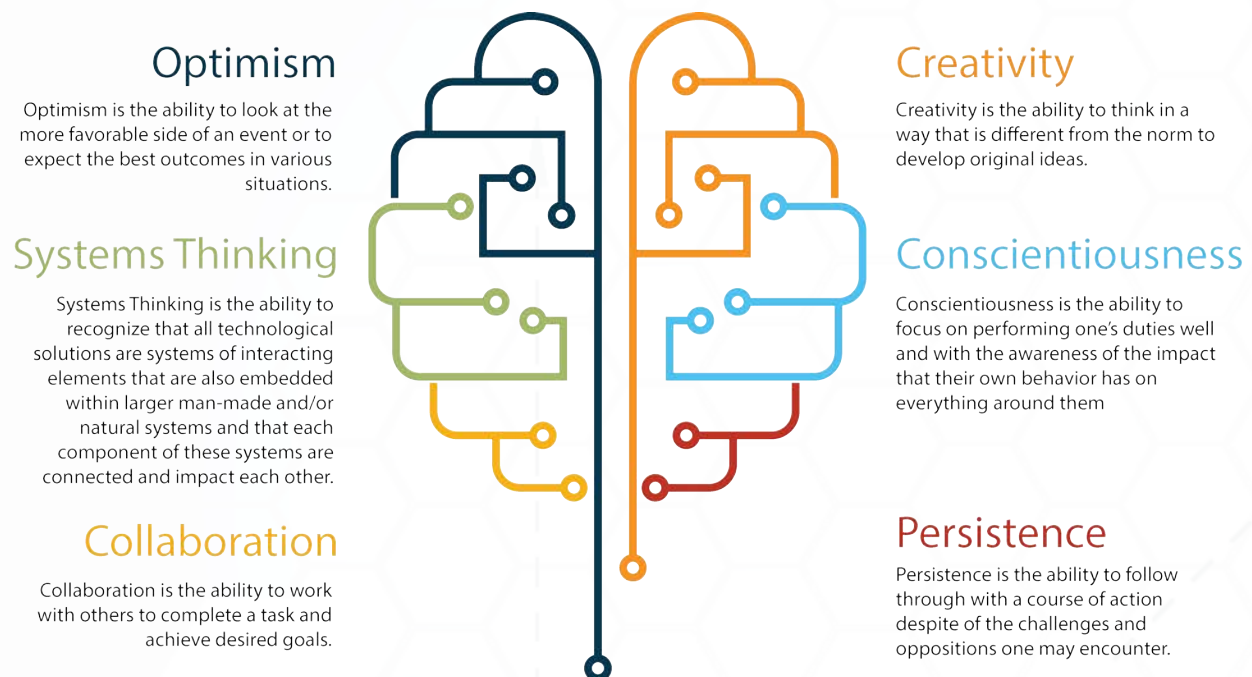 Optimism
Optimism is the ability to look at the
more favorable side of an event or to
expect the best outcomes in various
situations.
Systems Thinking
Systems Thinking is the ability to
recognize that all technological
solutions are systems of interacting
elements that are also embedded
within larger man-made and/or
natural systems and that each
component of these systems are
connected and impact each other.
Collaboration
Collaboration is the ability to work
with others to complete a task and
achieve desired goals.
Creativity
Creativity is the ability to think in a
way that is different from the norm to
develop original ideas.
Conscientiousness
Conscientiousness is the ability to
focus on performing one's duties well
and with the awareness of the impact
that their own behavior has on
everything around them
Persistence
Persistence is the ability to follow
through with a course of action
despite of the challenges and
oppositions one may encounter.